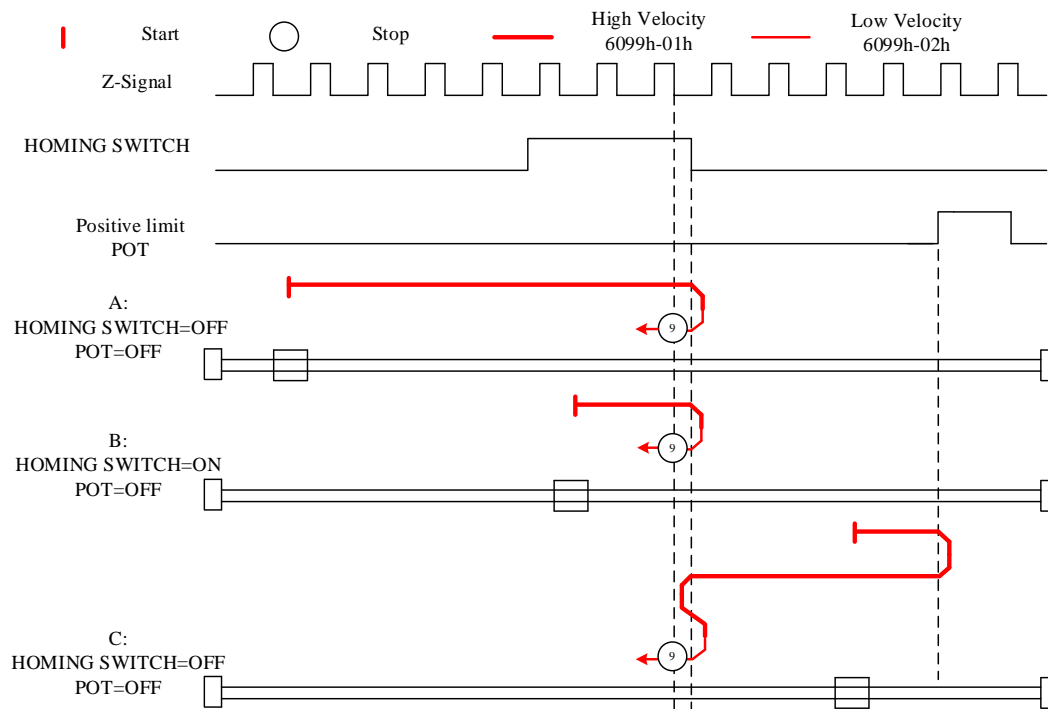 Start
Stop
High Velocity
6099h-01h
Low Velocity
6099h-02h
Z-Signal
HOMING SWITCH
Positive limit
POT
A:
HOMING SWITCH=OFF
POT=OFF
9
B:
HOMING SWITCH=ON
POT=OFF
9
C:
HOMING SWITCH=OFF
POT=OFF
9